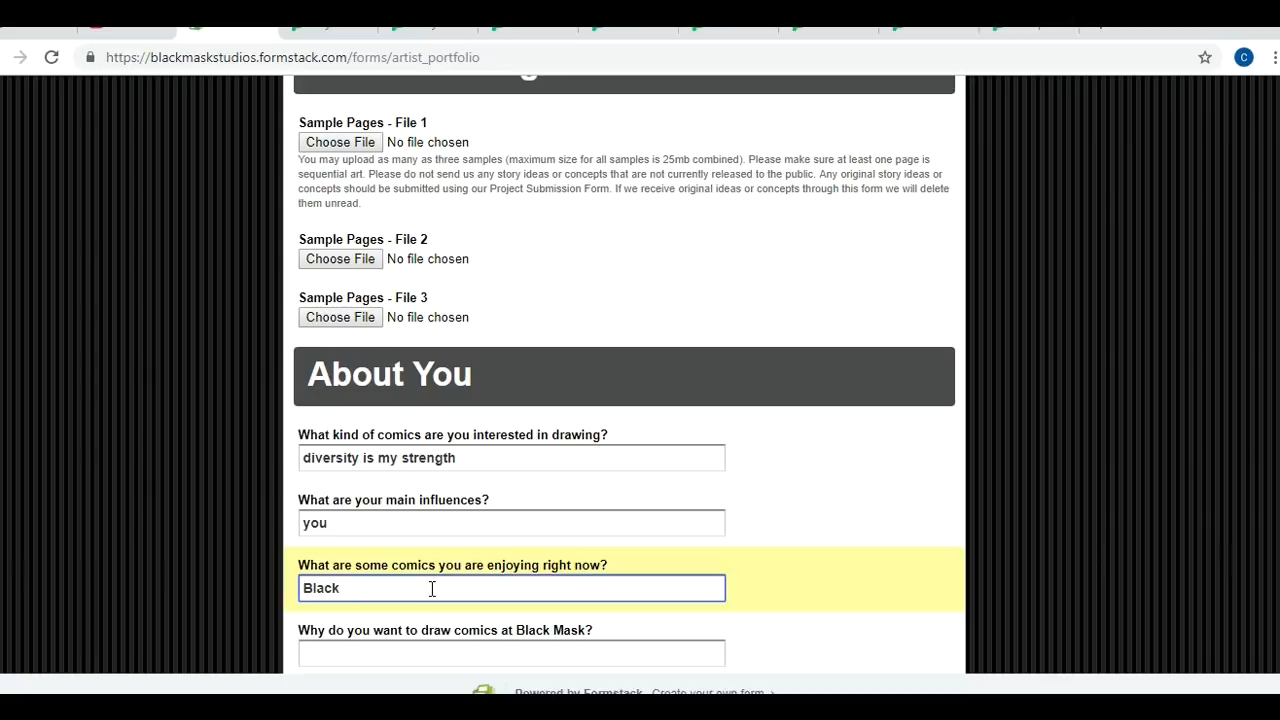 https://blackmaskstudios.formstack.com/forms/artist_portfolio
C
Sample Pages - File 1
Choose File No file chosen
You may upload as many as three samples (maximum size for all samples is 25mb combined). Please make sure at least one page is
sequential art. Please do not send us any story ideas or concepts that are not currently released to the public. Any original story ideas or
concepts should be submitted using our Project Submission Form. If we receive original ideas or concepts through this form we will delete
them unread.
Sample Pages - File 2
Choose File No file chosen
Sample Pages - File 3
Choose File No file chosen
About You
What kind of comics are you interested in drawing?
diversity is my strength
What are your main influences?
you
What are some comics you are enjoying right now?
Black
Why do you want to draw comics at Black Mask?
Powered by Formstack Create your own form >